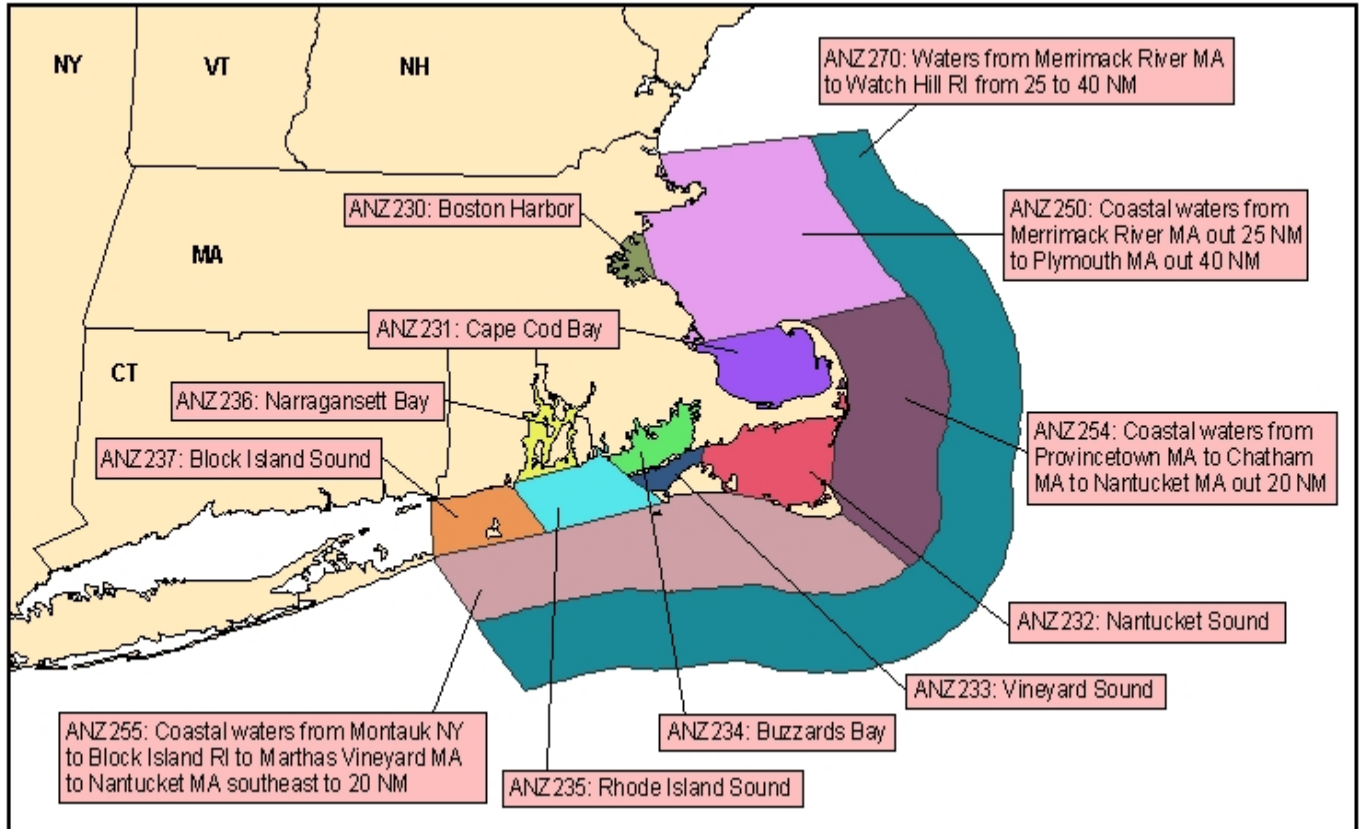 NY
VT
NH
ANZ270: Waters from Merrimack River MA
to Watch Hill RI from 25 to 40 NM
ANZ230: Boston Harbor
ANZ250: Coastal waters from
Merrimack River MA out 25 NM
to Plymouth MA out 40 NM
MA
ANZ231: Cape Cod Bay
CT
ANZ236: Narragansett Bay
ANZ237: Block Island Sound
ANZ254: Coastal waters from
Provincetown MA to Chatham
MA to Nantucket MA out 20 NM
ANZ232: Nantucket Sound
ANZ233: Vineyard Sound
ANZ255: Coastal waters from Montauk NY
to Block Island RI to Marthas Vineyard MA
to Nantucket MA southeast to 20 NM
ANZ234: Buzzards Bay
ANZ235: Rhode Island Sound